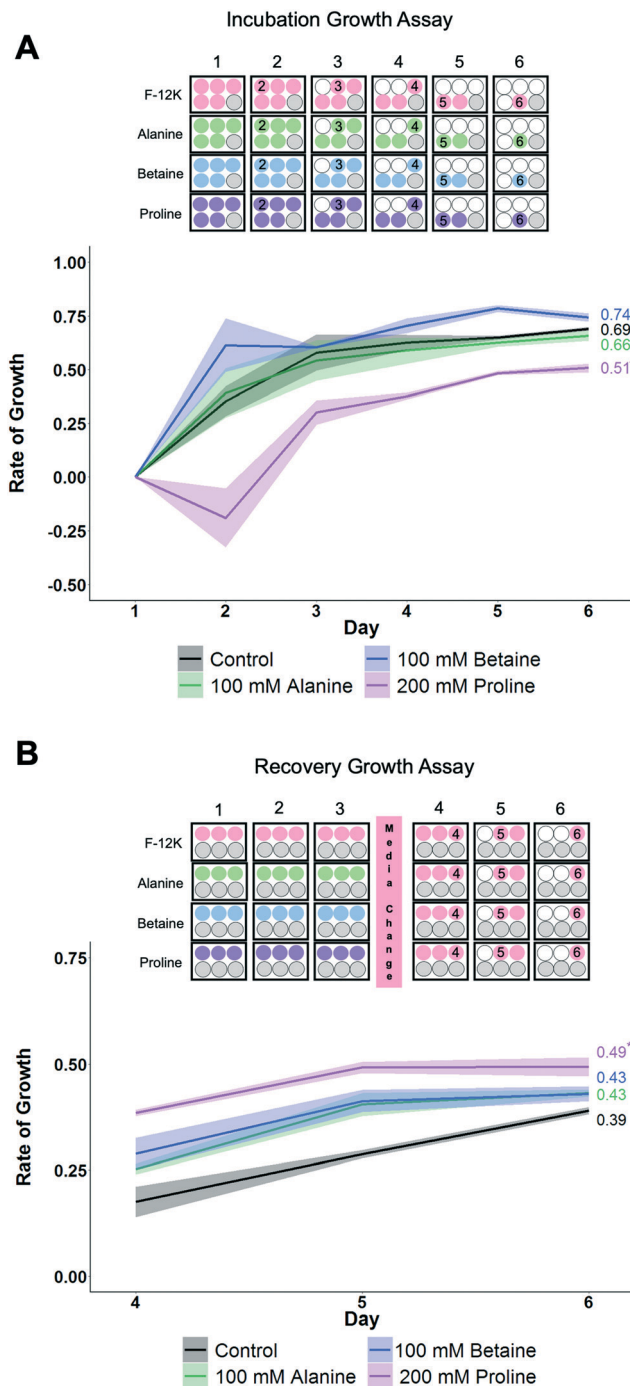 A
Incubation Growth Assay
1 2 3 4 5 6
F-12K 2 3 4 5 6
Alanine 2 3 4 5 6
Betaine 2 3 4 5 6
Proline 2 3 4 5 6
1.00
0.75
0.50
0.25
0.00
-0.25
-0.50
Rate of Growth
0.74
0.69
0.66
0.51
1 2 3 4 5 6
Day
Control 100 mM Betaine
100 mM Alanine 200 mM Proline
B
Recovery Growth Assay
1 2 3 4 5 6
F-12K 4 5 6
Alanine 4 5 6
Betaine 4 5 6
Proline 4 5 6
Media Change
0.75
0.50
0.25
0.00
Rate of Growth
0.49*
0.43
0.43
0.39
4 5 6
Day
Control 100 mM Betaine
100 mM Alanine 200 mM Proline